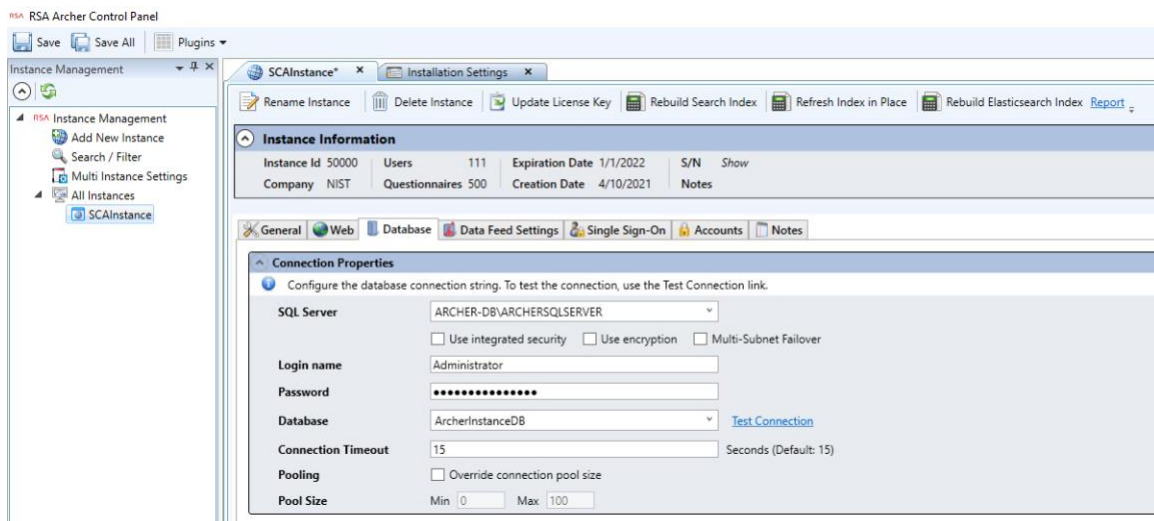 RSA RSA Archer Control Panel
Save Save All Plugins
Instance Management
SCAInstance* Installation Settings
Rename Instance Delete Instance Update License Key Rebuild Search Index Refresh Index in Place Rebuild Elasticsearch Index Report
RSA Instance Management
Add New Instance
Search / Filter
Multi Instance Settings
All Instances
SCAInstance
Instance Information
Instance Id 50000 Users 111 Expiration Date 1/1/2022 S/N Show
Company NIST Questionnaires 500 Creation Date 4/10/2021 Notes
General Web Database Data Feed Settings Single Sign-On Accounts Notes
Connection Properties
Configure the database connection string. To test the connection, use the Test Connection link.
SQL Server ARCHER-DB\ARCHERSQLSERVER
Use integrated security Use encryption Multi-Subnet Failover
Login name Administrator
Password •••••••••••••••
Database ArcherInstanceDB Test Connection
Connection Timeout 15 Seconds (Default: 15)
Pooling Override connection pool size
Pool Size Min 0 Max 100